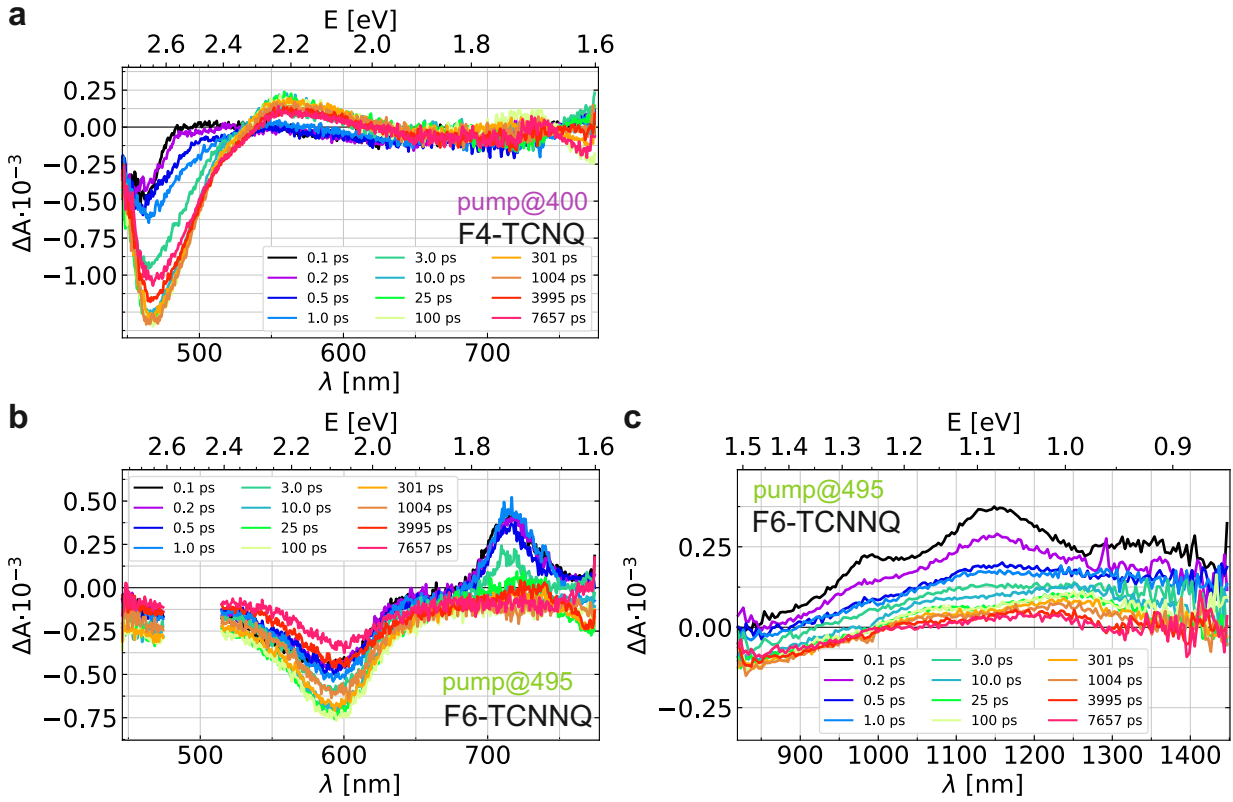 a
E [eV]
2.6 2.4 2.2 2.0 1.8 1.6
0.25
0.00
−0.25
−0.50
−0.75
−1.00
ΔA·10⁻³
pump@400
F4-TCNQ
0.1 ps 3.0 ps 301 ps
0.2 ps 10.0 ps 1004 ps
0.5 ps 25 ps 3995 ps
1.0 ps 100 ps 7657 ps
500 600 700
λ [nm]
b
E [eV]
2.6 2.4 2.2 2.0 1.8 1.6
0.1 ps 3.0 ps 301 ps
0.2 ps 10.0 ps 1004 ps
0.5 ps 25 ps 3995 ps
1.0 ps 100 ps 7657 ps
0.50
0.25
0.00
−0.25
−0.50
−0.75
ΔA·10⁻³
pump@495
F6-TCNNQ
500 600 700
λ [nm]
c
E [eV]
1.5 1.4 1.3 1.2 1.1 1.0 0.9
pump@495
F6-TCNNQ
0.25
0.00
−0.25
ΔA·10⁻³
0.1 ps 3.0 ps 301 ps
0.2 ps 10.0 ps 1004 ps
0.5 ps 25 ps 3995 ps
1.0 ps 100 ps 7657 ps
900 1000 1100 1200 1300 1400
λ [nm]